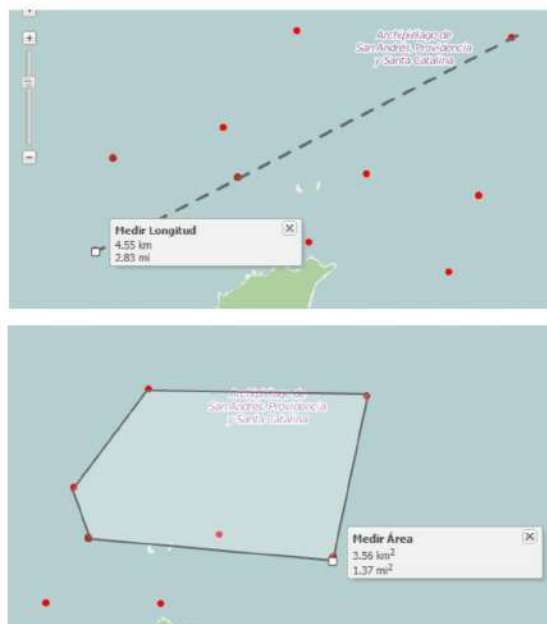 Archipiélago de
San Andrés, Providencia
y Santa Catalina
Medir Longitud
4.55 km
2.83 mi
Archipiélago de
San Andrés, Providencia
y Santa Catalina
Medir Área
3.56 km²
1.37 mi²